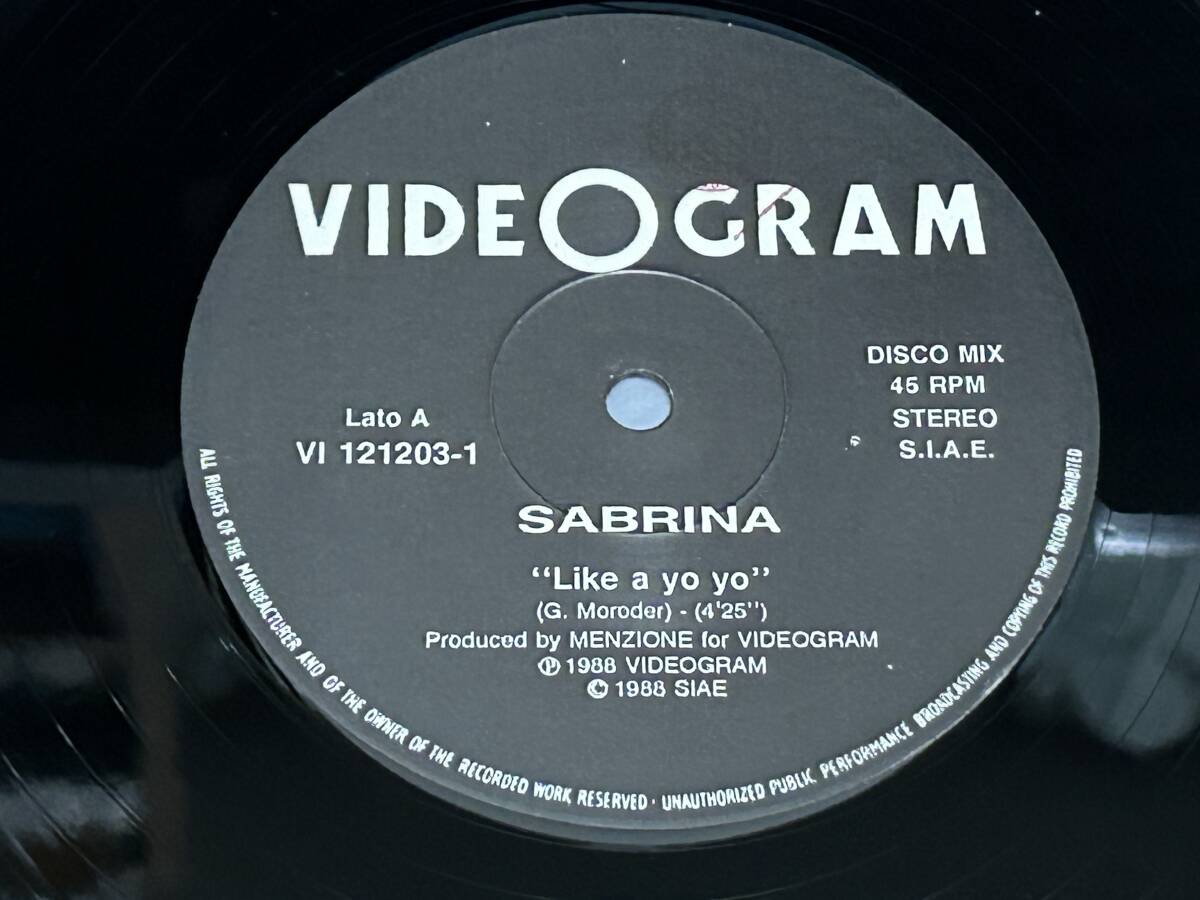 VIDEOGRAM
DISCO MIX
45 RPM
STEREO
S.I.A.E.
Lato A
VI 121203-1
SABRINA
“Like a yo yo”
(G. Moroder) - (4'25'')
Produced by MENZIONE for VIDEOGRAM
℗ 1988 VIDEOGRAM
© 1988 SIAE
ALL RIGHTS OF THE MANUFACTURER AND OF THE OWNER OF THE RECORDED WORK RESERVED · UNAUTHORIZED PUBLIC PERFORMANCE BROADCASTING AND COPYING OF THIS RECORD PROHIBITED